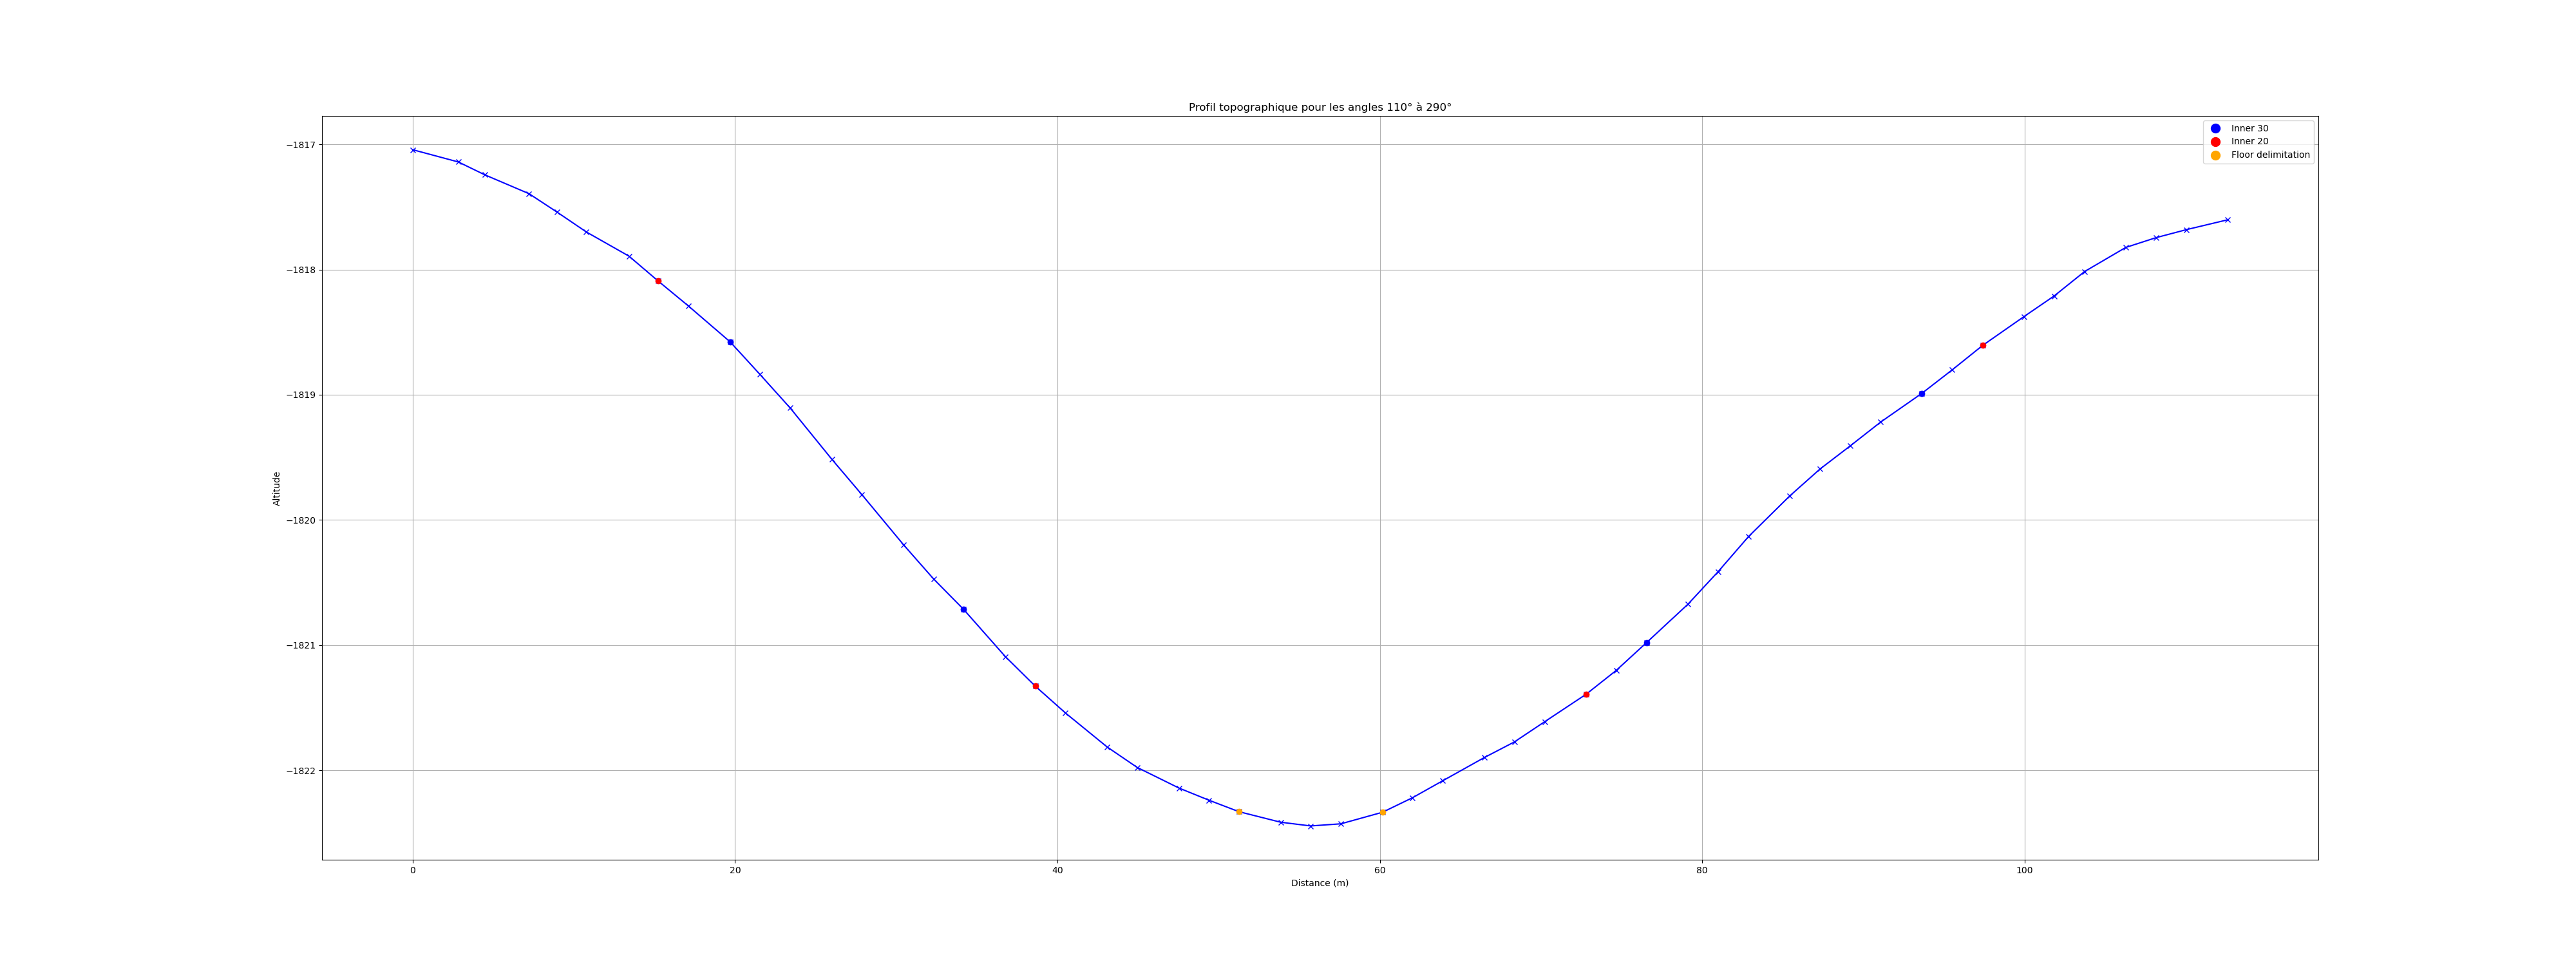 Profil topographique pour les angles 110° à 290°
Inner 30
Inner 20
Floor delimitation
Altitude
−1817
−1818
−1819
−1820
−1821
−1822
0 20 40 60 80 100
Distance (m)